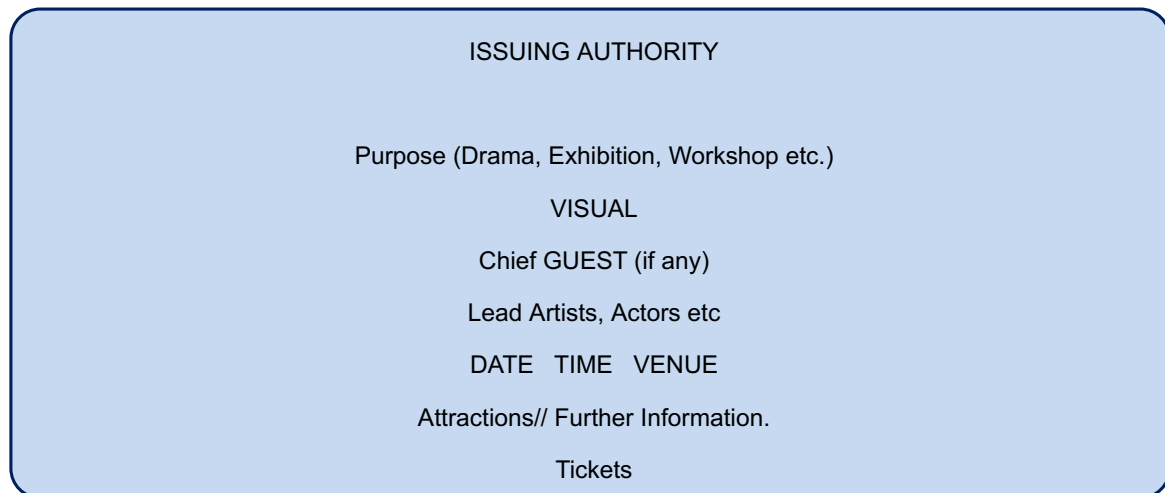 ISSUING AUTHORITY
Purpose (Drama, Exhibition, Workshop etc.)
VISUAL
Chief GUEST (if any)
Lead Artists, Actors etc
DATE TIME VENUE
Attractions// Further Information.
Tickets